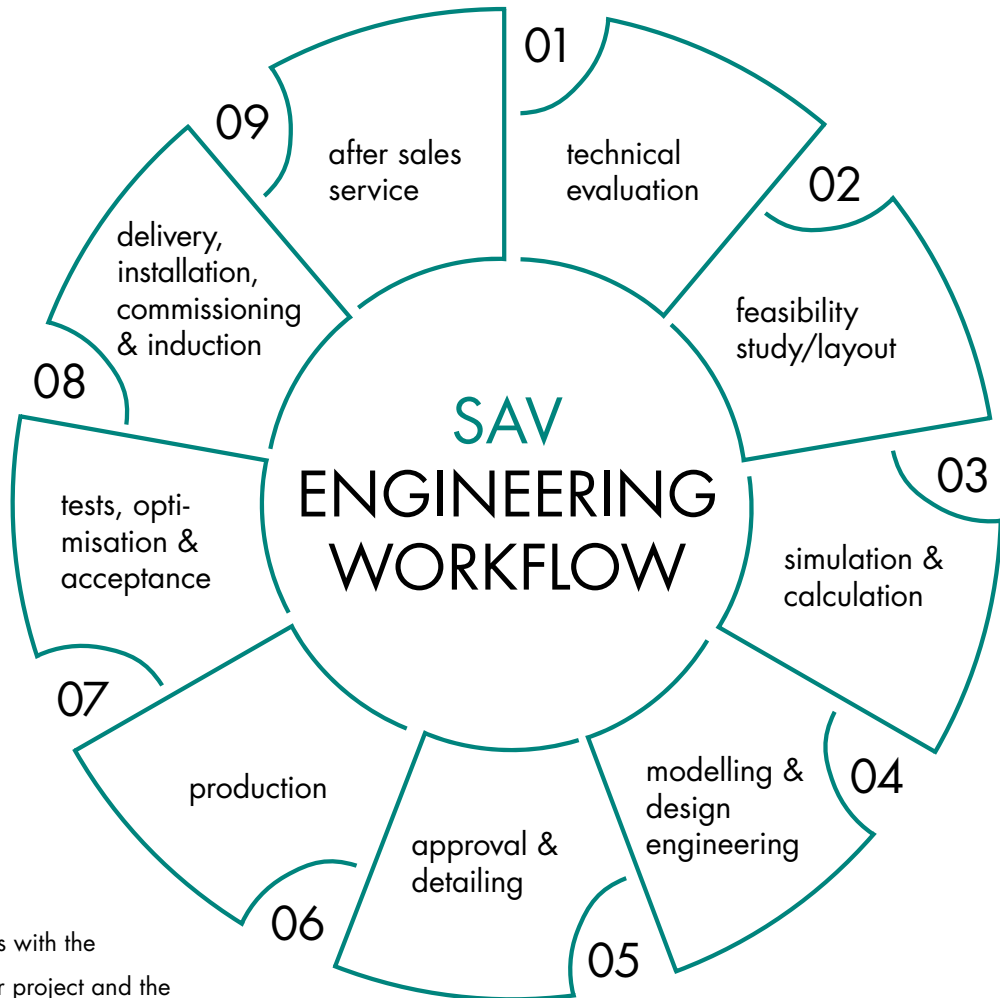 SAV
ENGINEERING
WORKFLOW
01
technical
evaluation
02
feasibility
study/layout
03
simulation &
calculation
04
modelling &
design
engineering
05
approval &
detailing
06
production
07
tests, opti-
misation &
acceptance
08
delivery,
installation,
commissioning
& induction
09
after sales
service
s with the
r project and the